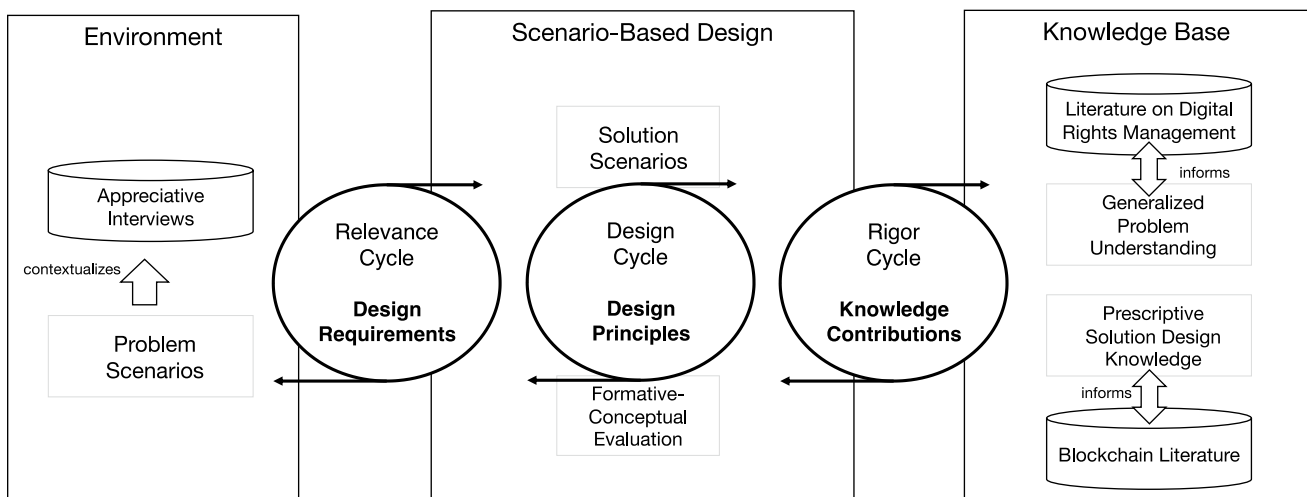 Environment
Appreciative
Interviews
contextualizes
Problem
Scenarios
Relevance
Cycle
Design
Requirements
Scenario-Based Design
Solution
Scenarios
Design
Cycle
Design
Principles
Formative-
Conceptual
Evaluation
Rigor
Cycle
Knowledge
Contributions
Knowledge Base
Literature on Digital
Rights Management
informs
Generalized
Problem
Understanding
Prescriptive
Solution Design
Knowledge
informs
Blockchain Literature